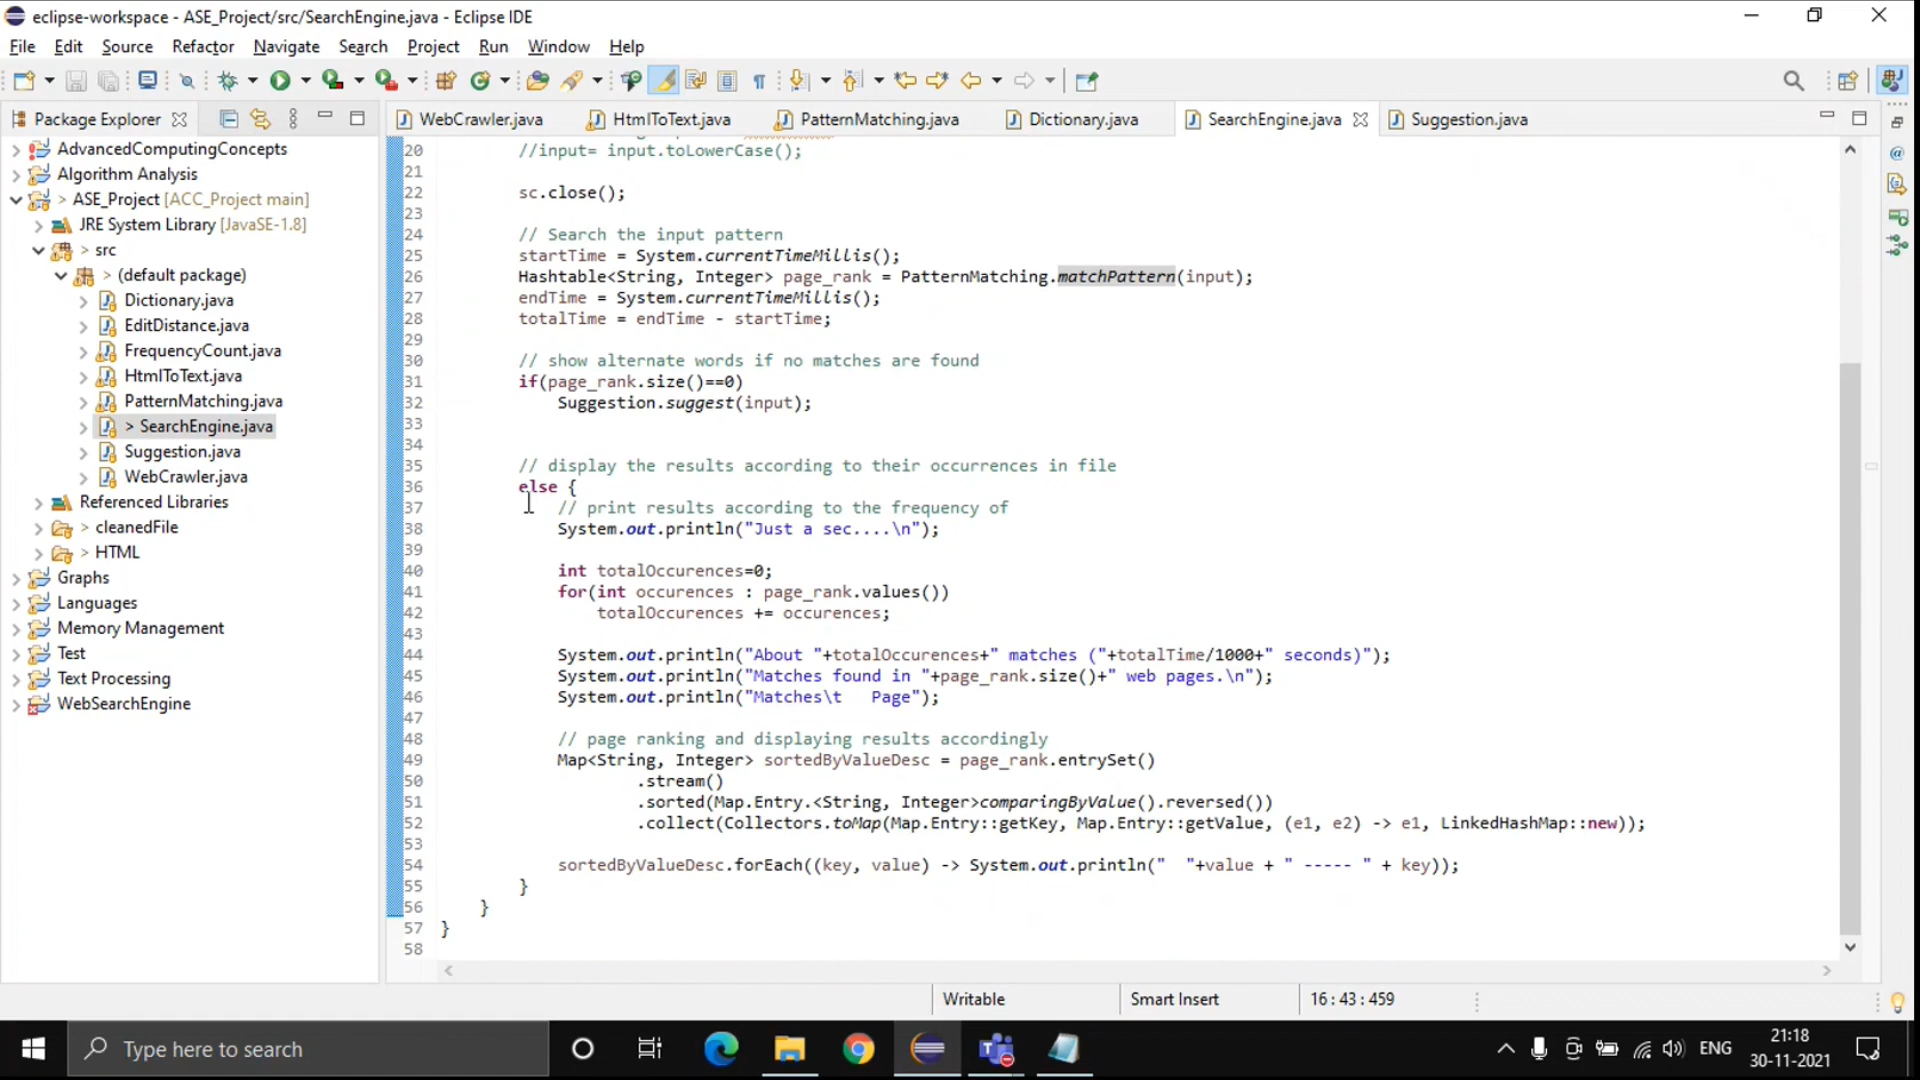 eclipse-workspace - ASE_Project/src/SearchEngine.java - Eclipse IDE
File Edit Source Refactor Navigate Search Project Run Window Help
Package Explorer
WebCrawler.java HtmlToText.java PatternMatching.java Dictionary.java SearchEngine.java Suggestion.java
AdvancedComputingConcepts
Algorithm Analysis
> ASE_Project [ACC_Project main]
JRE System Library [JavaSE-1.8]
> src
> (default package)
Dictionary.java
EditDistance.java
FrequencyCount.java
HtmlToText.java
PatternMatching.java
> SearchEngine.java
Suggestion.java
WebCrawler.java
Referenced Libraries
> cleanedFile
> HTML
Graphs
Languages
Memory Management
Test
Text Processing
WebSearchEngine
20 //input= input.toLowerCase();
21
22 sc.close();
23
24 // Search the input pattern
25 startTime = System.currentTimeMillis();
26 Hashtable<String, Integer> page_rank = PatternMatching.matchPattern(input);
27 endTime = System.currentTimeMillis();
28 totalTime = endTime - startTime;
29
30 // show alternate words if no matches are found
31 if(page_rank.size()==0)
32 Suggestion.suggest(input);
33
34
35 // display the results according to their occurrences in file
36 else {
37 // print results according to the frequency of
38 System.out.println("Just a sec....\n");
39
40 int totalOccurences=0;
41 for(int occurences : page_rank.values())
42 totalOccurences += occurences;
43
44 System.out.println("About "+totalOccurences+" matches ("+totalTime/1000+" seconds)");
45 System.out.println("Matches found in "+page_rank.size()+" web pages.\n");
46 System.out.println("Matches\t   Page");
47
48 // page ranking and displaying results accordingly
49 Map<String, Integer> sortedByValueDesc = page_rank.entrySet()
50 .stream()
51 .sorted(Map.Entry.<String, Integer>comparingByValue().reversed())
52 .collect(Collectors.toMap(Map.Entry::getKey, Map.Entry::getValue, (e1, e2) -> e1, LinkedHashMap::new));
53
54 sortedByValueDesc.forEach((key, value) -> System.out.println("  "+value + " ----- " + key));
55 }
56 }
57 }
58
Writable Smart Insert 16 : 43 : 459
Type here to search
ENG
21:18
30-11-2021